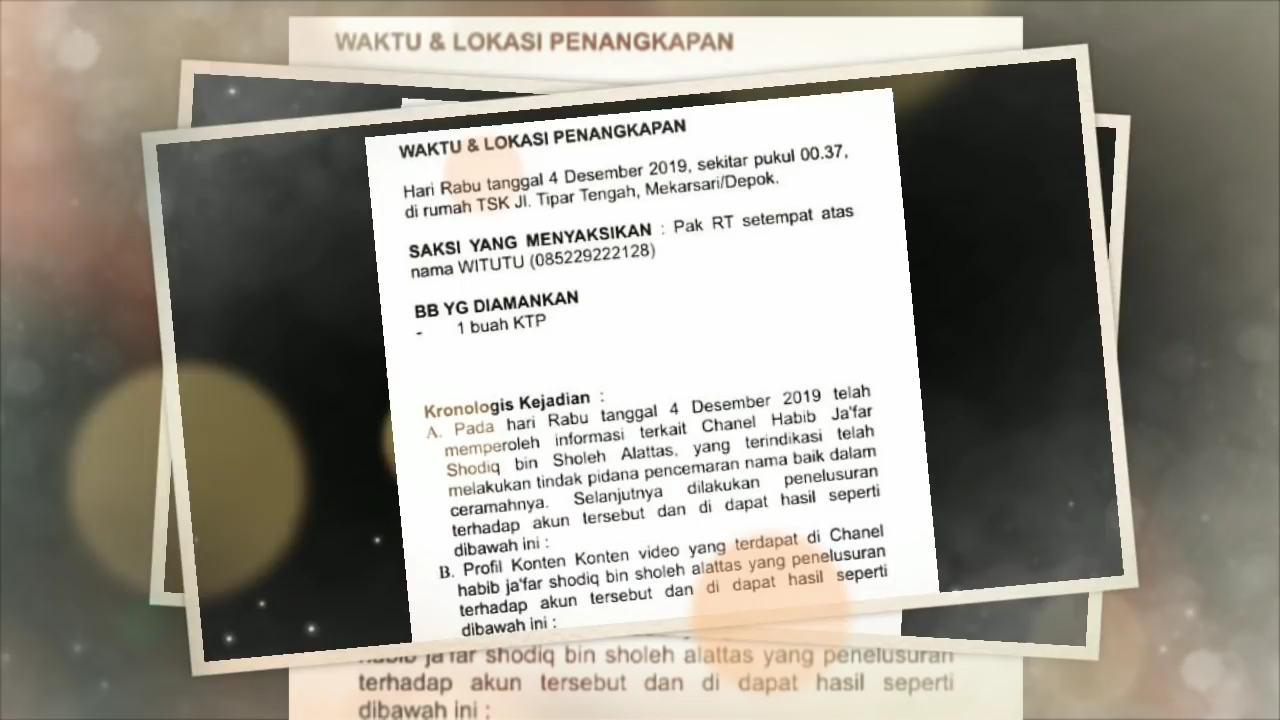 WAKTU & LOKASI PENANGKAPAN
WAKTU & LOKASI PENANGKAPAN
Hari Rabu tanggal 4 Desember 2019, sekitar pukul 00.37,
di rumah TSK Jl. Tipar Tengah, Mekarsari/Depok.
SAKSI YANG MENYAKSIKAN : Pak RT setempat atas
nama WITUTU (085229222128)
BB YG DIAMANKAN
- 1 buah KTP
Kronologis Kejadian :
A. Pada hari Rabu tanggal 4 Desember 2019 telah
memperoleh informasi terkait Chanel Habib Ja'far
Shodiq bin Sholeh Alattas, yang terindikasi telah
melakukan tindak pidana pencemaran nama baik dalam
ceramahnya. Selanjutnya dilakukan penelusuran
terhadap akun tersebut dan di dapat hasil seperti
dibawah ini :
B. Profil Konten Konten video yang terdapat di Chanel
habib ja'far shodiq bin sholeh alattas yang penelusuran
terhadap akun tersebut dan di dapat hasil seperti
dibawah ini :
habib ja'far shodiq bin sholeh alattas yang penelusuran
terhadap akun tersebut dan di dapat hasil seperti
dibawah ini :